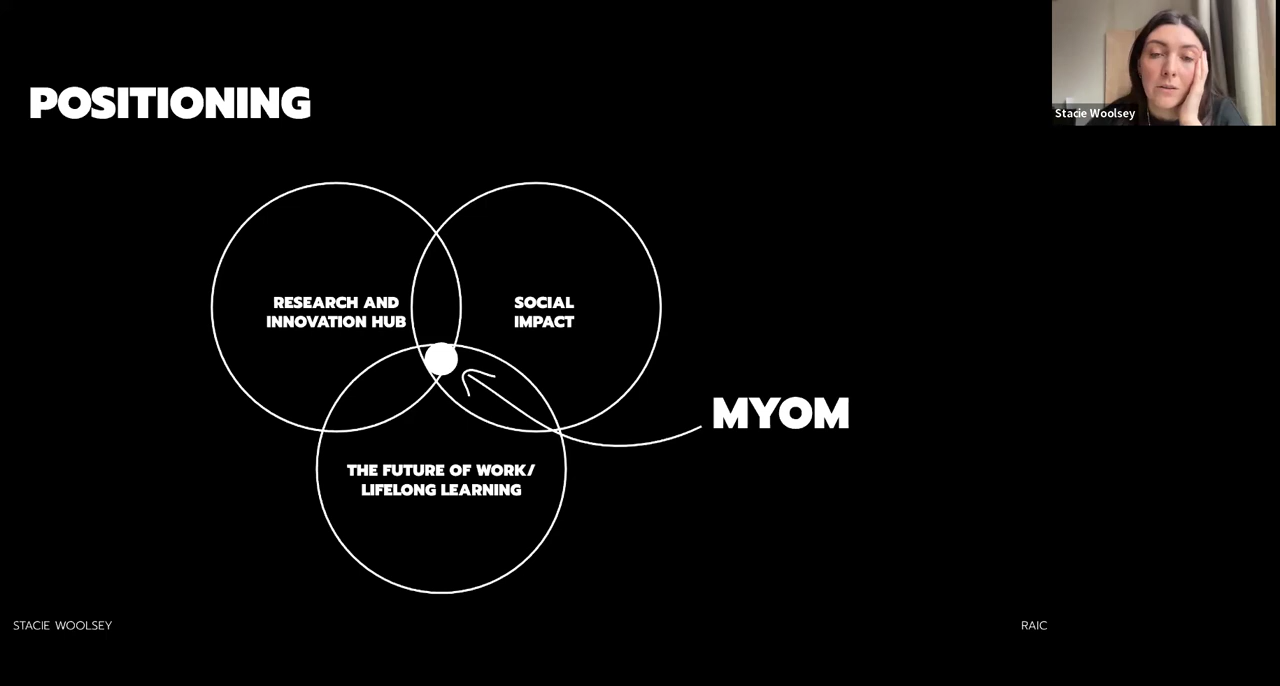 POSITIONING
Stacie Woolsey
RESEARCH AND
INNOVATION HUB
SOCIAL
IMPACT
MYOM
THE FUTURE OF WORK/
LIFELONG LEARNING
STACIE WOOLSEY
RAIC